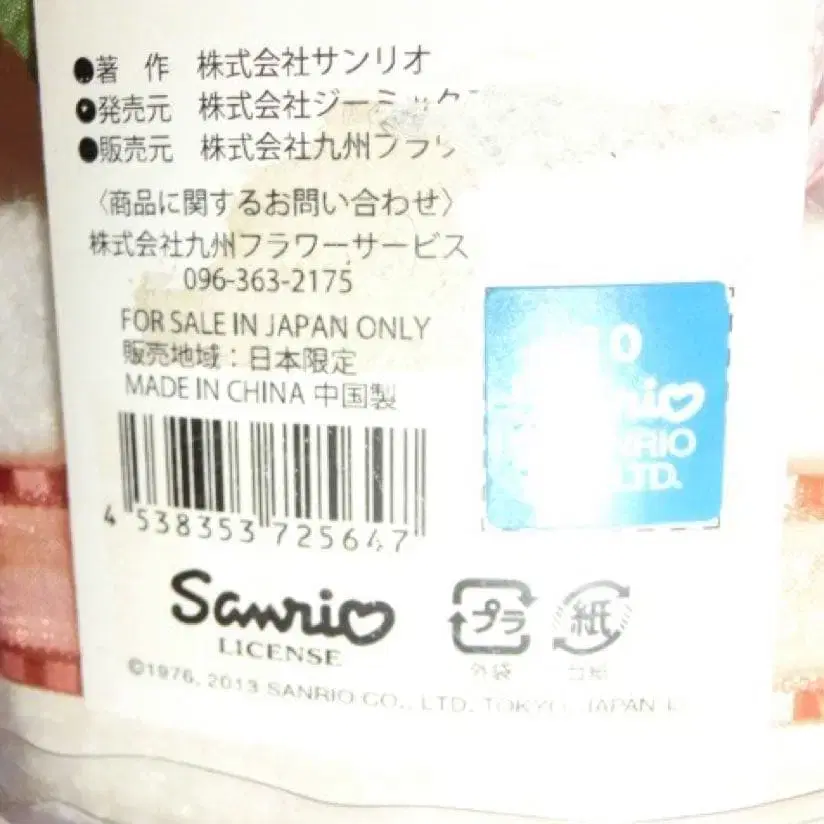 ●著 作 株式会社サンリオ
●発売元 株式会社ジーミック
●販売元 株式会社九州フラワ
〈商品に関するお問い合わせ〉
株式会社九州フラワーサービス
096-363-2175
FOR SALE IN JAPAN ONLY
販売地域：日本限定
MADE IN CHINA 中国製
4 538353 725647
Sanrio
SANRIO
LTD.
Sanrio
LICENSE
プラ 紙
外袋 台紙
©1976, 2013 SANRIO CO., LTD. TOKYO, JAPAN